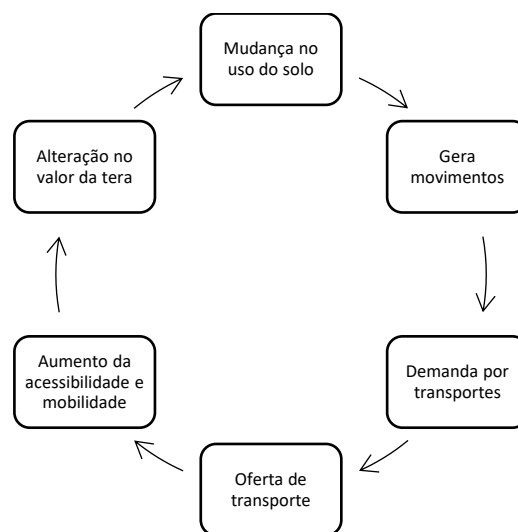 Mudança no
uso do solo
Gera
movimentos
Demanda por
transportes
Oferta de
transporte
Aumento da
acessibilidade e
mobilidade
Alteração no
valor da tera